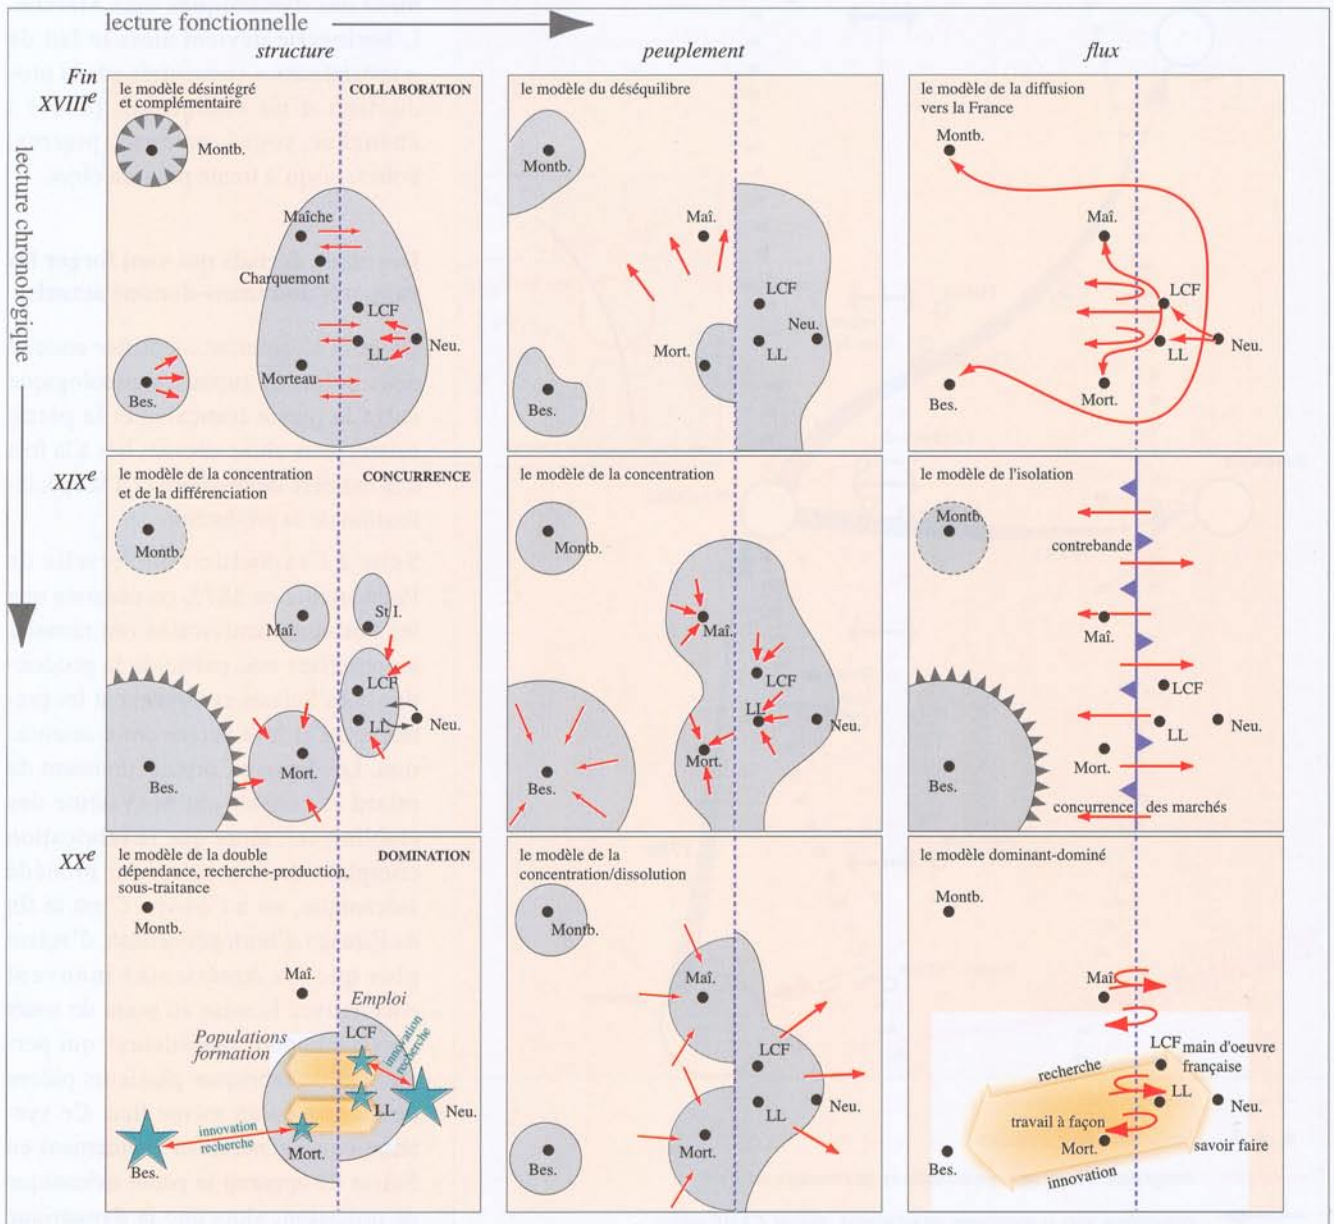 lecture fonctionnelle
structure
peuplement
flux
lecture chronologique
Fin
XVIIIe
le modèle désintégré
et complémentaire
COLLABORATION
Montb.
Maîche
Charquemont
LCF
LL
Neu.
Morteau
Bes.
le modèle du déséquilibre
Montb.
Maî.
LCF
Neu.
Mort.
LL
Bes.
le modèle de la diffusion
vers la France
Montb.
Maî.
LCF
LL
Neu.
Bes.
Mort.
XIXe
le modèle de la concentration
et de la différenciation
CONCURRENCE
Montb.
St I.
Maî.
LCF
LL
Neu.
Mort.
Bes.
le modèle de la concentration
Montb.
Maî.
LCF
LL
Neu.
Mort.
Bes.
le modèle de l'isolation
Montb.
contrebande
Maî.
LCF
LL
Neu.
Mort.
Bes.
concurrence des marchés
XXe
le modèle de la double
dépendance, recherche-production,
sous-traitance
DOMINATION
Montb.
Maî.
Emploi
Populations
formation
LCF
innovation
recherche
LL
Neu.
innovation
recherche
Mort.
Bes.
le modèle de la
concentration/dissolution
Montb.
Maî.
LCF
LL
Neu.
Mort.
Bes.
le modèle dominant-dominé
Montb.
Maî.
LCF
main d'oeuvre
française
recherche
LL
Neu.
travail à façon
Mort.
savoir faire
Bes.
innovation